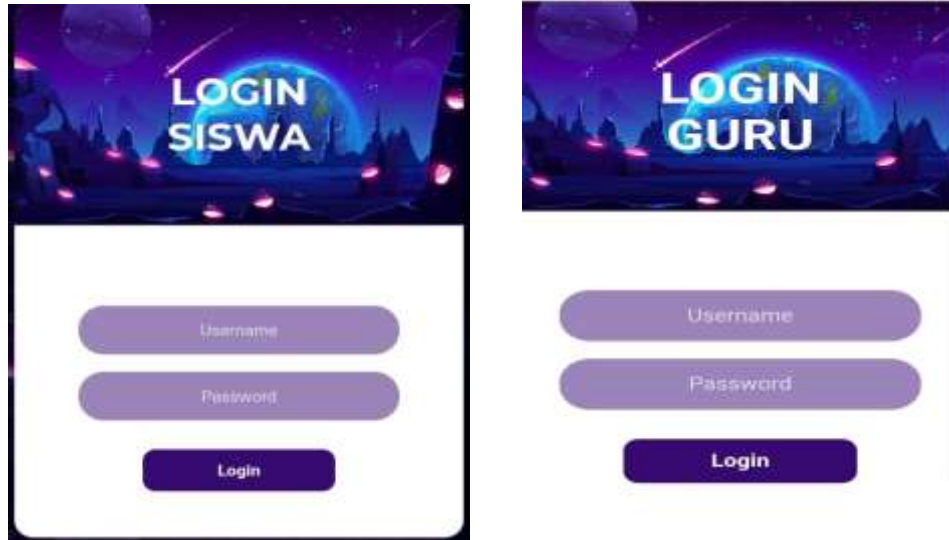 LOGIN
SISWA
Username
Password
Login
LOGIN
GURU
Username
Password
Login